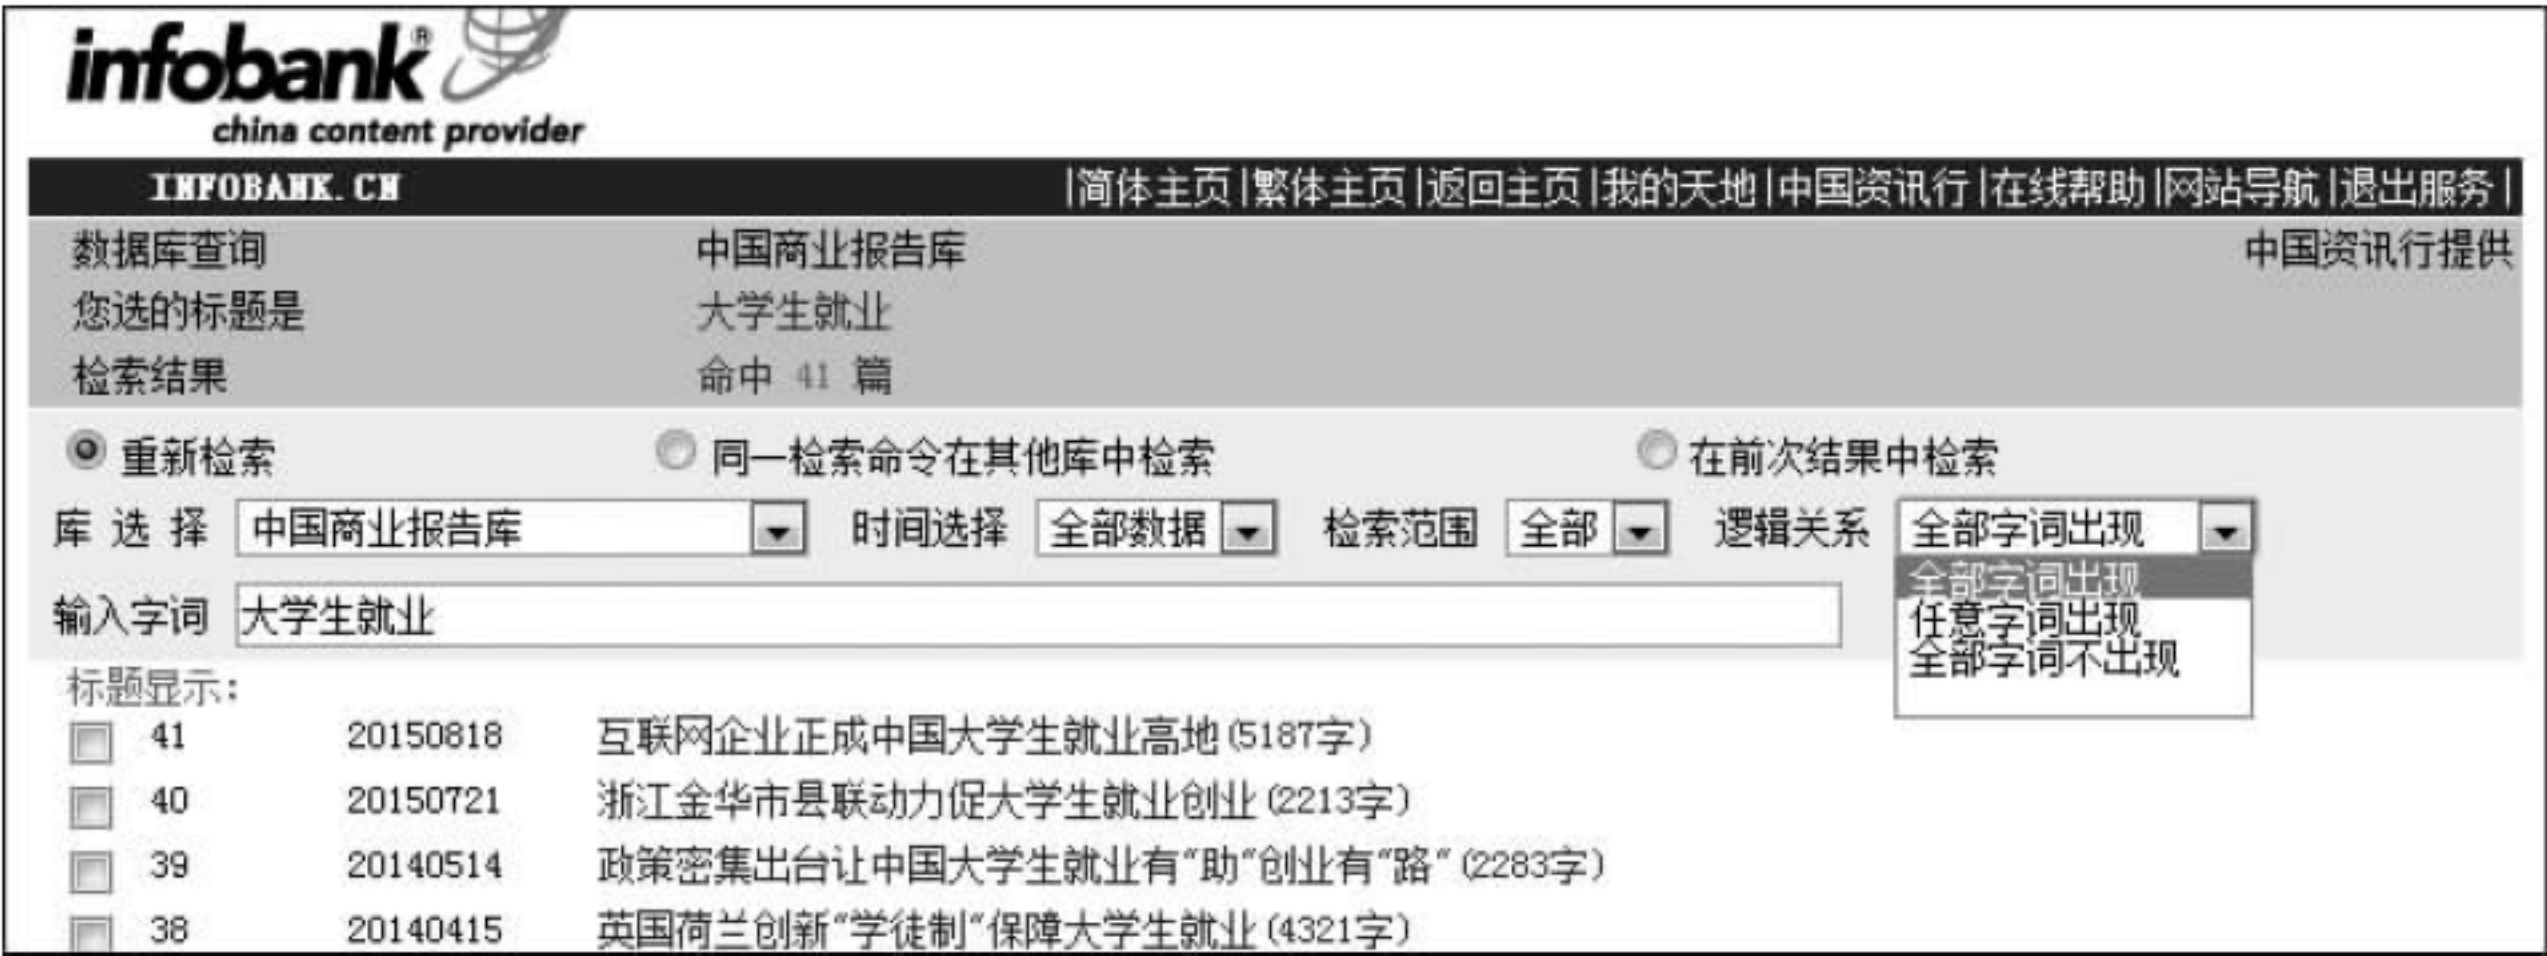 infobank®
china content provider
INFOBANK.CN |简体主页|繁体主页|返回主页|我的天地|中国资讯行|在线帮助|网站导航|退出服务|
数据库查询 中国商业报告库 中国资讯行提供
您选的标题是 大学生就业
检索结果 命中 41 篇
重新检索 同一检索命令在其他库中检索 在前次结果中检索
库 选 择 中国商业报告库 时间选择 全部数据 检索范围 全部 逻辑关系 全部字词出现
全部字词出现
输入字词 大学生就业 任意字词出现
全部字词不出现
标题显示:
41 20150818 互联网企业正成中国大学生就业高地(5187字)
40 20150721 浙江金华市县联动力促大学生就业创业(2213字)
39 20140514 政策密集出台让中国大学生就业有"助"创业有"路"(2283字)
38 20140415 英国荷兰创新"学徒制"保障大学生就业(4321字)